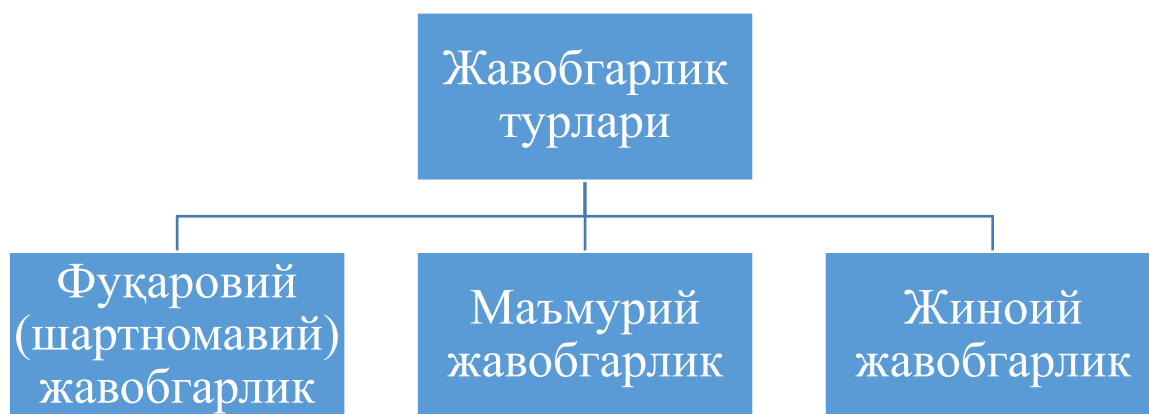 Жавобгарлик
турлари
Фуқаровий
(шартномавий)
жавобгарлик
Маъмурий
жавобгарлик
Жиноий
жавобгарлик